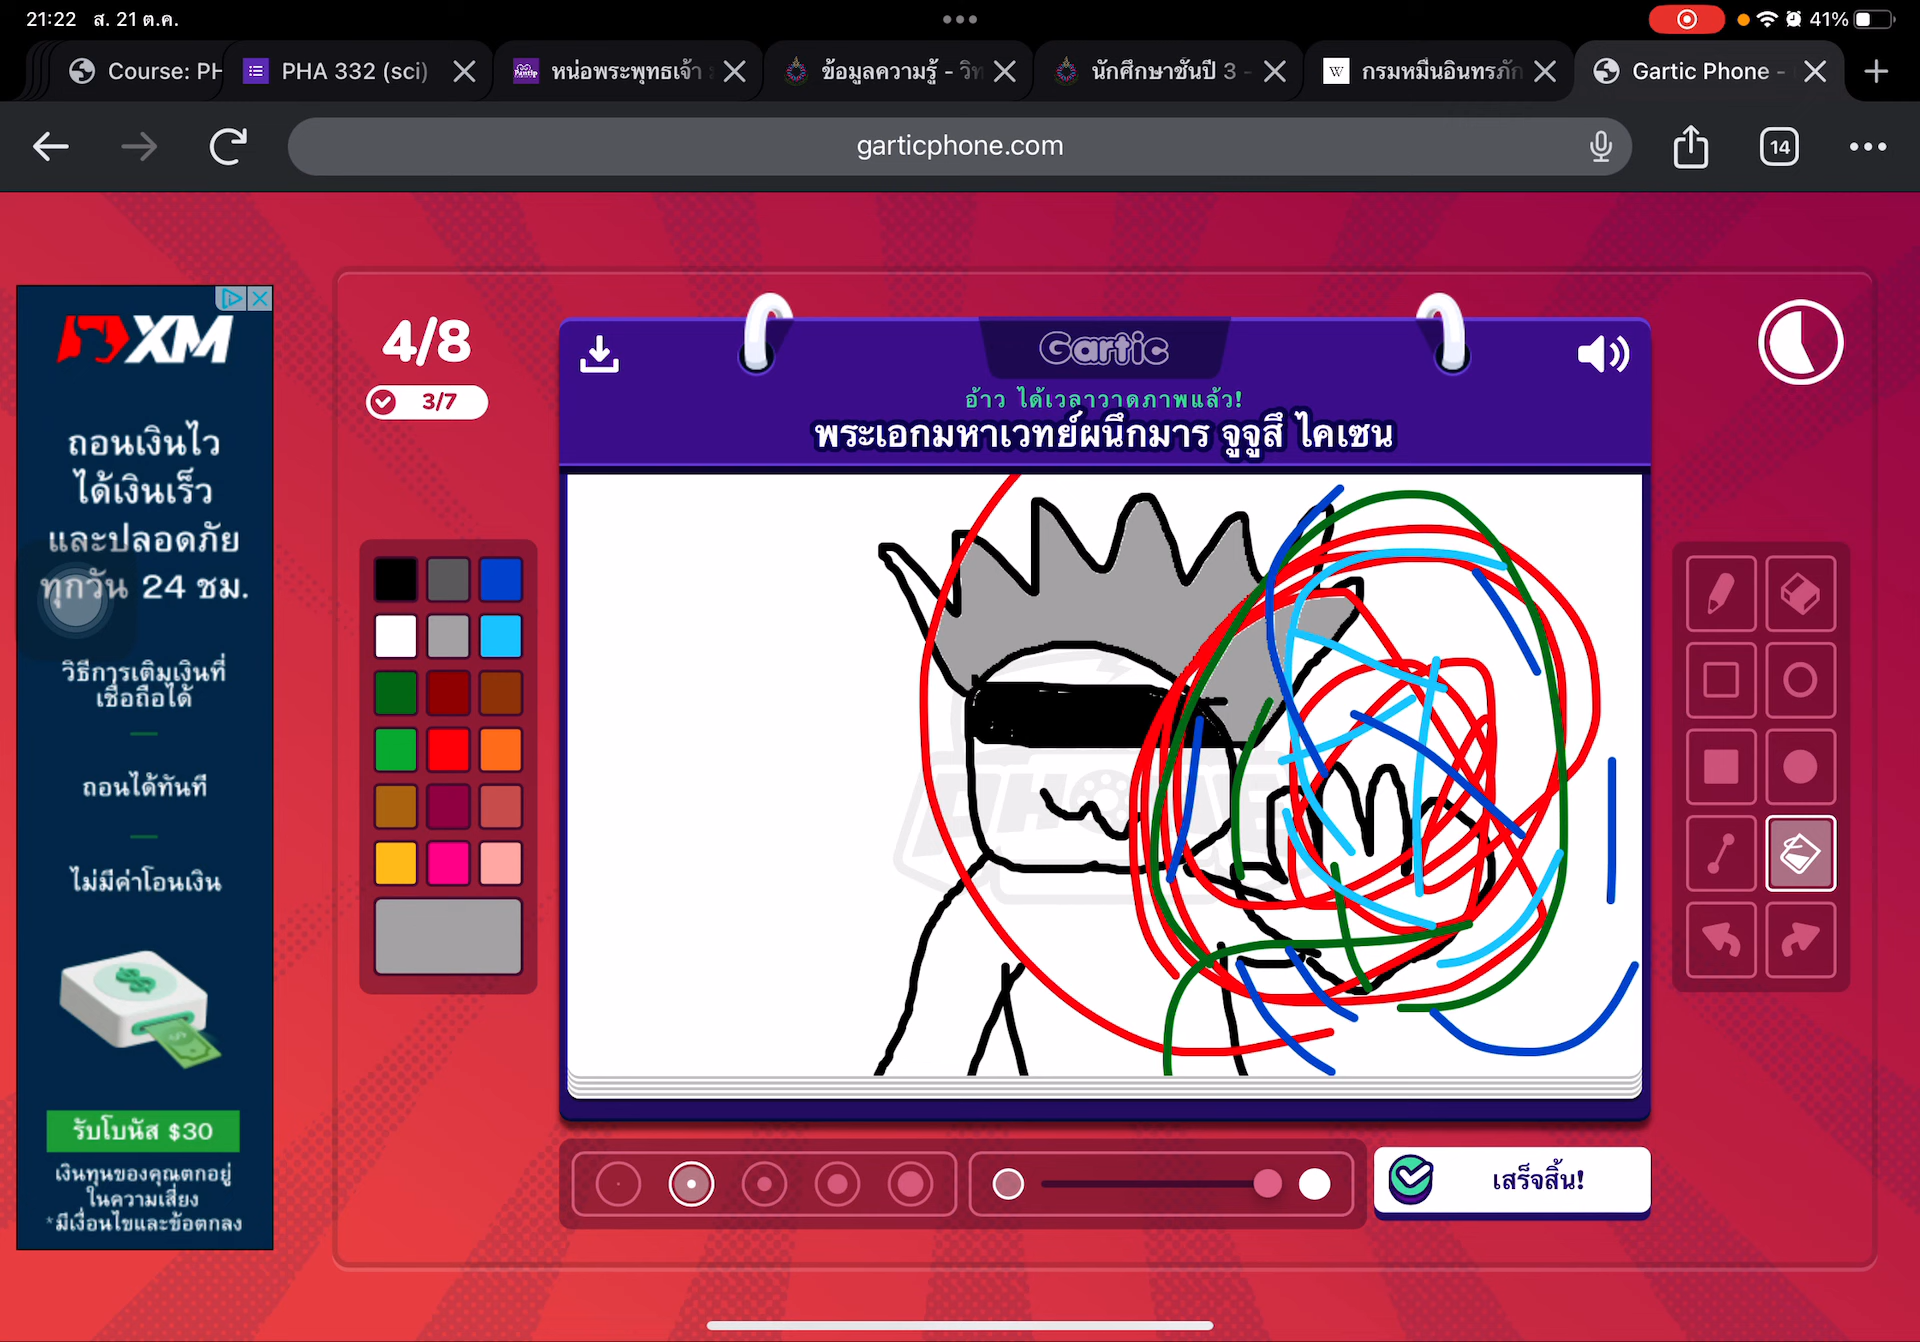 21:22 ส. 21 ต.ค.
41%
Course: PH
PHA 332 (sci)
หน่อพระพุทธเจ้า
ข้อมูลความรู้ - วิท
นักศึกษาชั้นปี 3 -
W กรมหมื่นอินทรภัก
Gartic Phone -
garticphone.com
14
XM
ถอนเงินไว
ได้เงินเร็ว
และปลอดภัย
ทุกวัน 24 ชม.
วิธีการเติมเงินที่
เชื่อถือได้
ถอนได้ทันที
ไม่มีค่าโอนเงิน
รับโบนัส $30
เงินทุนของคุณตกอยู่
ในความเสี่ยง
*มีเงื่อนไขและข้อตกลง
4/8
3/7
Gartic
อ้าว ได้เวลาวาดภาพแล้ว!
พระเอกมหาเวทย์ผนึกมาร จูจูสึ ไคเซน
PHONE
เสร็จสิ้น!